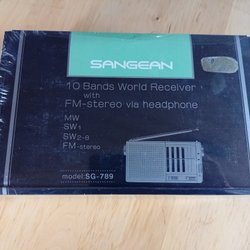 SANGEAN
10 Bands World Receiver
with
FM-stereo via headphone
MW
SW1
SW2-8
FM-stereo
model:SG-789